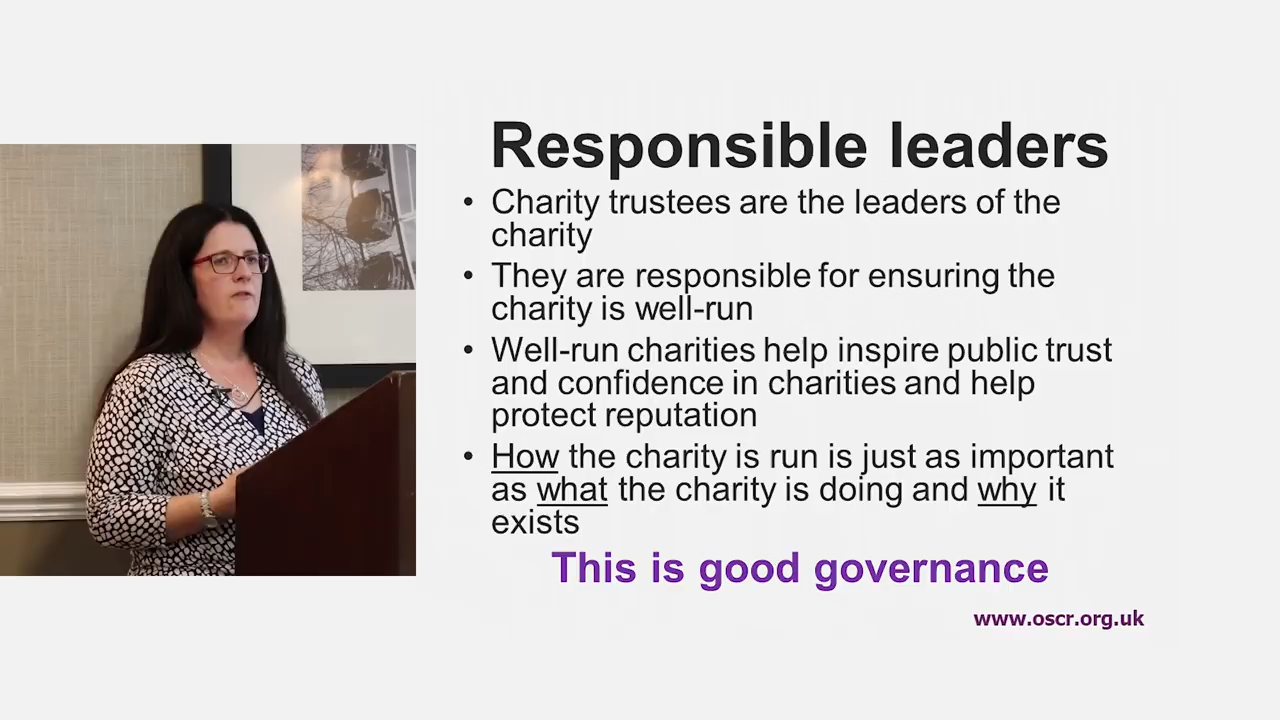 Responsible leaders
• Charity trustees are the leaders of the
charity
• They are responsible for ensuring the
charity is well-run
• Well-run charities help inspire public trust
and confidence in charities and help
protect reputation
• How the charity is run is just as important
as what the charity is doing and why it
exists
This is good governance
www.oscr.org.uk